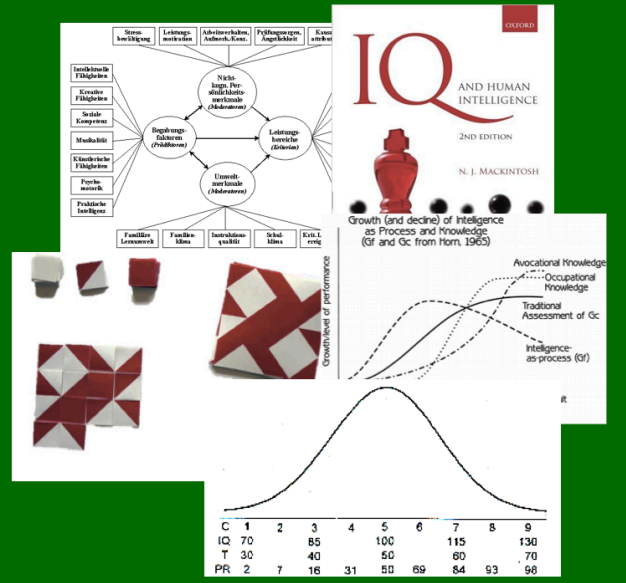 Stress-
bewältigung
Leistungs-
motivation
Arbeitsverhalten,
Aufmerk./Konz.
Prüfungssorgen,
Ängstlichkeit
Intellektuelle
Fähigkeiten
Kreative
Fähigkeiten
Soziale
Kompetenz
Musikalität
Künstlerische
Fähigkeiten
Psycho-
motorik
Praktische
Intelligenz
Nicht-
kogn. Per-
sönlichkeits-
merkmale
(Moderatoren)
Begabungs-
faktoren
(Prädiktoren)
Leistungs-
bereiche
(Kriterien)
Umwelt-
merkmale
(Moderatoren)
Familiäre
Lernumwelt
Familien-
klima
Instruktions-
qualität
Schul-
klima
OXFORD
IQ
AND HUMAN
INTELLIGENCE
2ND EDITION
N. J. MACKINTOSH
Growth (and decline) of Intelligence
as Process and Knowledge
(Gf and Gc from Horn, 1965)
Growth/level of performance
Avocational Knowledge
Occupational
Knowledge
Traditional
Assessment of Gc
Intelligence-
as-process (Gf)
C 1 2 3 4 5 6 7 8 9
IQ 70 85 100 115 130
T 30 40 50 60 70
PR 2 7 16 31 50 69 84 93 98